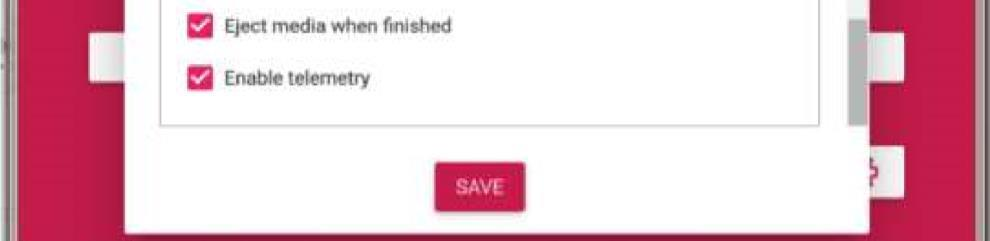 Eject media when finished
Enable telemetry
SAVE